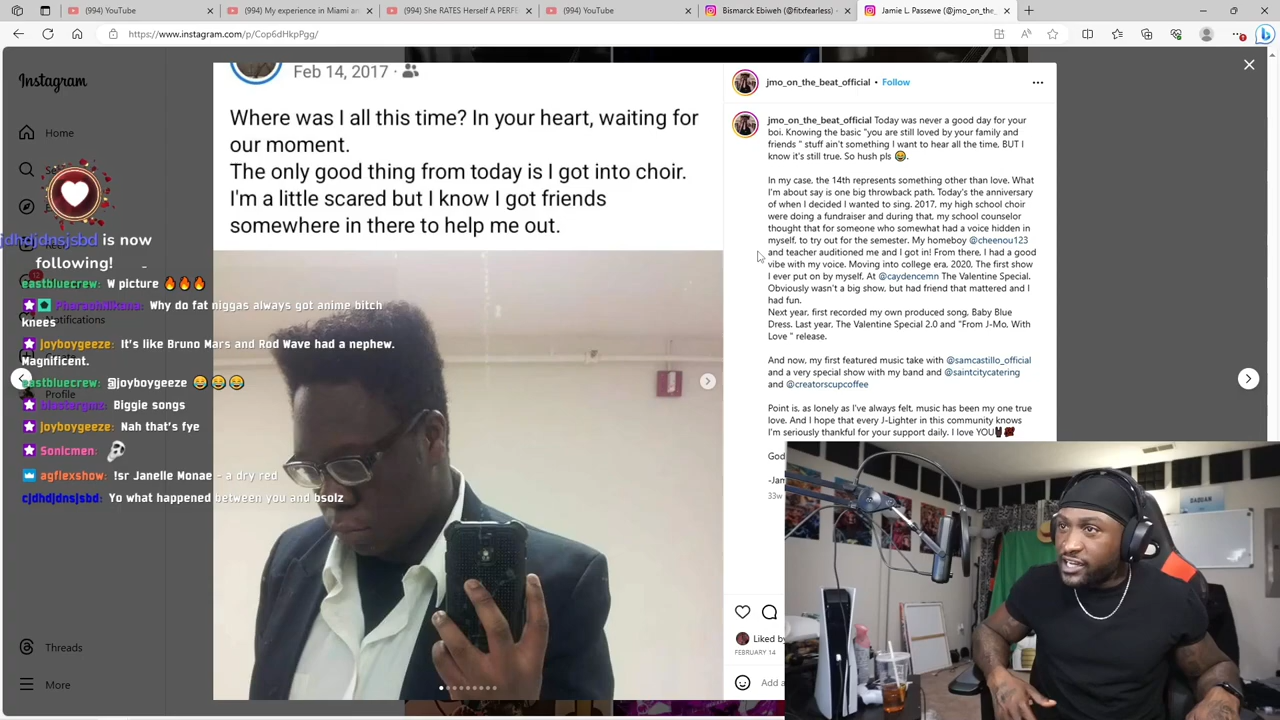 (994) YouTube
(994) My experience in Miami an
(994) She RATES Herself A PERF
(994) YouTube
Bismarck Ebiweh (@fitxfearless) ·
Jamie L. Passewe (@jmo_on_the_
https://www.instagram.com/p/Cop6dHkpPgg/
Instagram
Home
Notifications
Profile
Threads
More
jdhdjdnsjsbd is now
following!
eastbluecrew: W picture 🔥🔥🔥
Why do fat niggas always got anime bitch
knees
joyboygeeze: It's like Bruno Mars and Rod Wave had a nephew.
Magnificent.
eastbluecrew: @joyboygeeze 😂😂😂
Biggie songs
joyboygeeze: Nah that's fye
Sonicmen:
agflexshow: !sr Janelle Monae - a dry red
cjdhdjdnsjsbd: Yo what happened between you and bsolz
Feb 14, 2017 ·
Where was I all this time? In your heart, waiting for
our moment.
The only good thing from today is I got into choir.
I'm a little scared but I know I got friends
somewhere in there to help me out.
jmo_on_the_beat_official • Follow
jmo_on_the_beat_official Today was never a good day for your
boi. Knowing the basic "you are still loved by your family and
friends " stuff ain't something I want to hear all the time, BUT I
know it's still true. So hush pls 😂.
In my case, the 14th represents something other than love. What
I'm about say is one big throwback path. Today's the anniversary
of when I decided I wanted to sing. 2017, my high school choir
were doing a fundraiser and during that, my school counselor
thought that for someone who somewhat had a voice hidden in
myself, to try out for the semester. My homeboy @cheenou123
and teacher auditioned me and I got in! From there, I had a good
vibe with my voice. Moving into college era, 2020, The first show
I ever put on by myself. At @caydencemn The Valentine Special.
Obviously wasn't a big show, but had friend that mattered and I
had fun.
Next year, first recorded my own produced song, Baby Blue
Dress. Last year, The Valentine Special 2.0 and "From J-Mo, With
Love " release.
And now, my first featured music take with @samcastillo_official
and a very special show with my band and @saintcitycatering
and @creatorscupcoffee
Point is, as lonely as I've always felt, music has been my one true
love. And I hope that every J-Lighter in this community knows
I'm seriously thankful for your support daily. I love YOU
God
-Jam
33w
Liked by
FEBRUARY 14
Add a